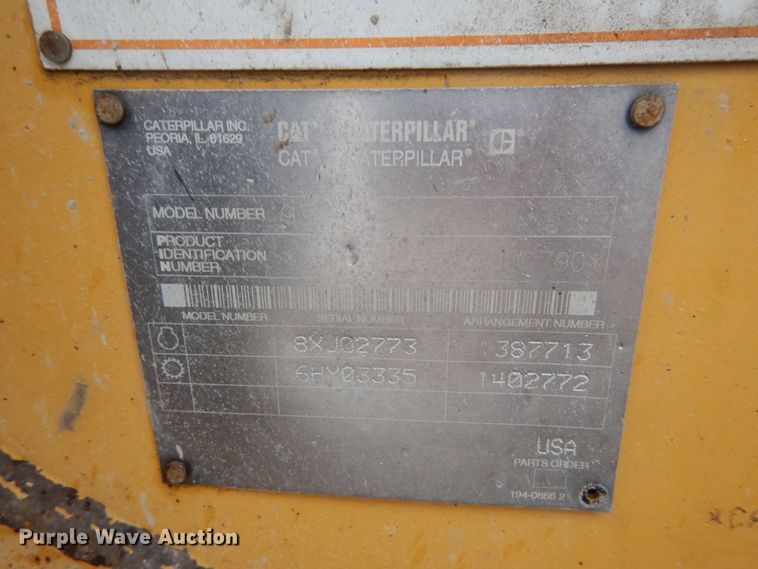 CATERPILLAR INC.
PEORIA, IL. 61629
USA
CAT® CATERPILLAR®
CAT® CATERPILLAR®
MODEL NUMBER
PRODUCT
IDENTIFICATION
NUMBER
MODEL NUMBER SERIAL NUMBER ARRANGEMENT NUMBER
8XJ02773 387713
6HY03335 1402772
USA
PARTS ORDER
194-0856 2
Purple Wave Auction